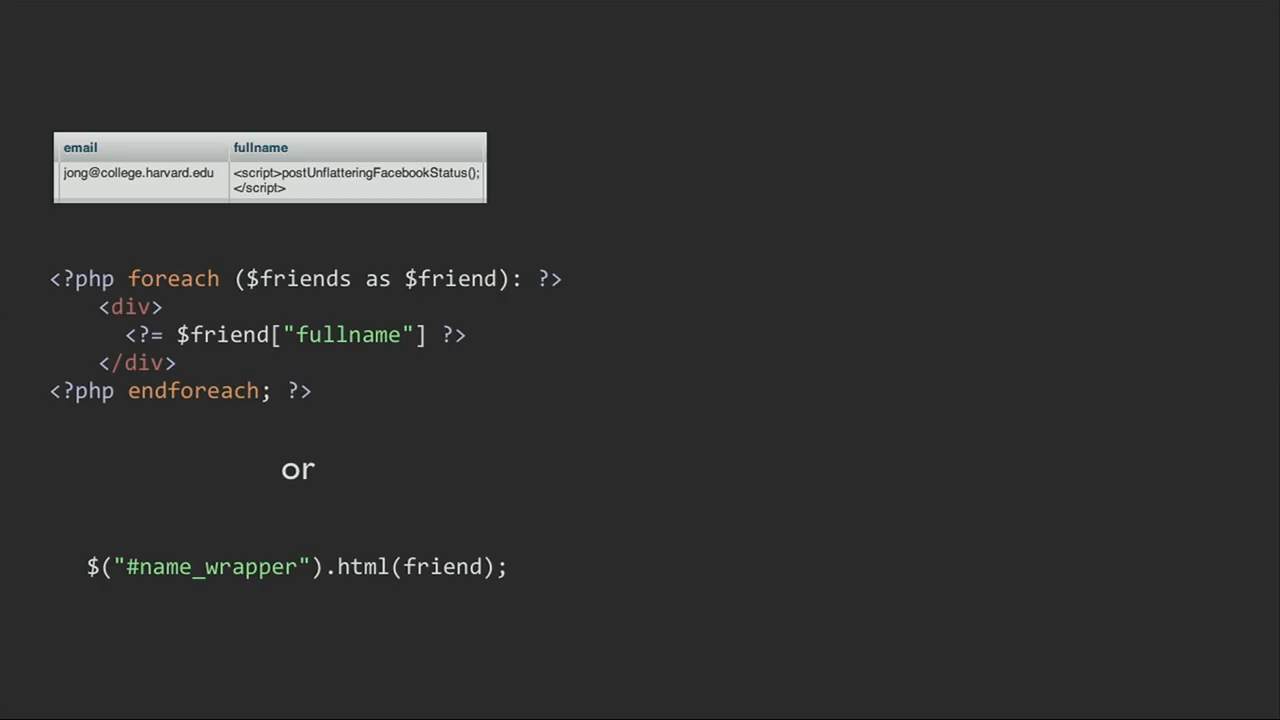 email fullname
jong@college.harvard.edu <script>postUnflatteringFacebookStatus();
</script>
<?php foreach ($friends as $friend): ?>
<div>
<?= $friend["fullname"] ?>
</div>
<?php endforeach; ?>
or
$("#name_wrapper").html(friend);